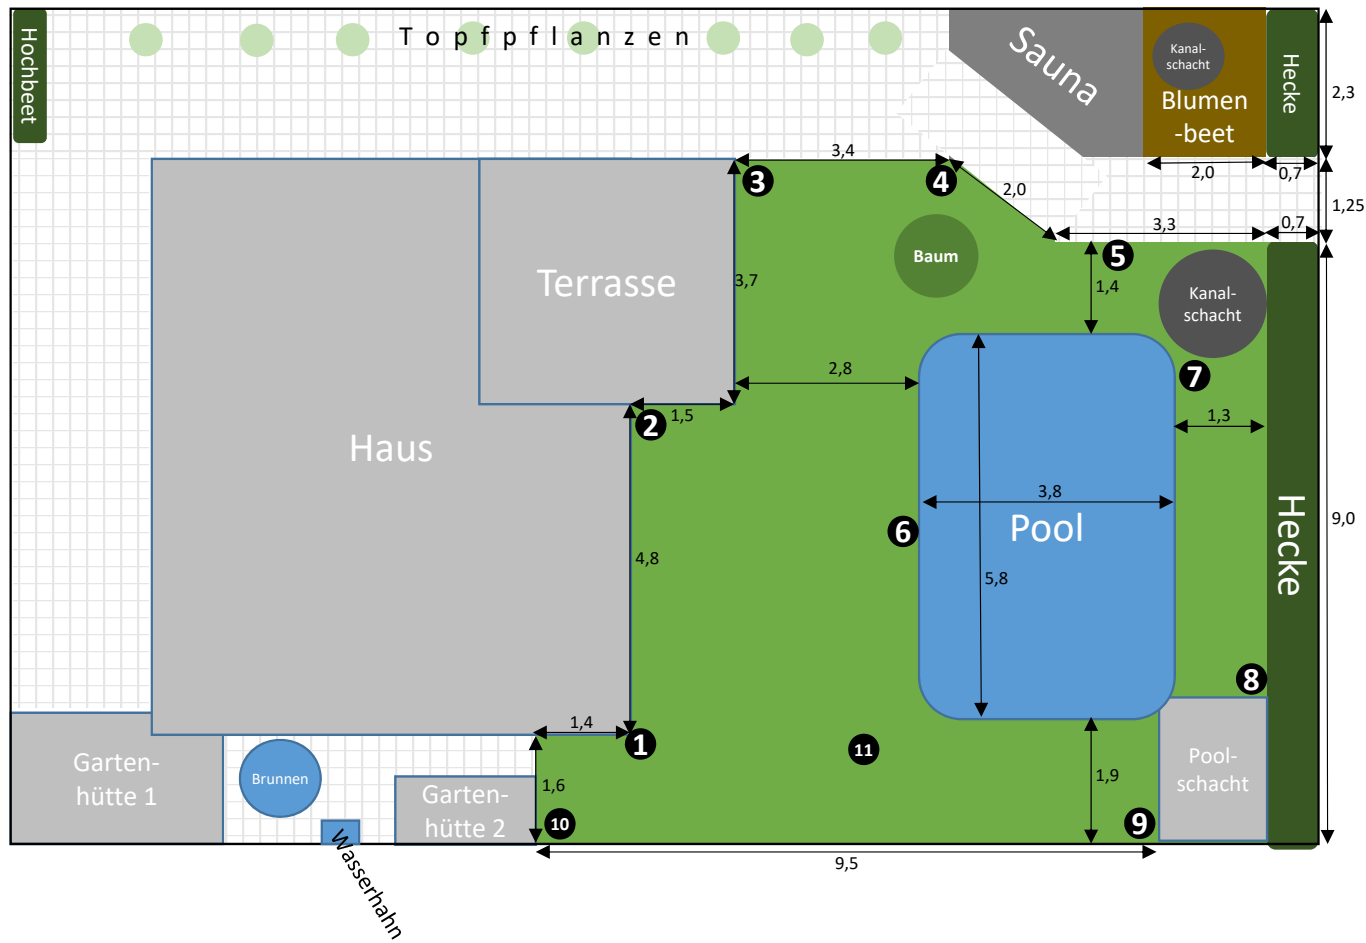 Hochbeet
Topfpflanzen
Sauna
Kanal-
schacht
Blumen
-beet
Hecke
2,3
3,4
2,0
2,0
0,7
1,25
3
4
3,3
0,7
Baum
5
Terrasse
3,7
1,4
Kanal-
schacht
2,8
7
2
1,5
1,3
Haus
3,8
6
Pool
Hecke
9,0
4,8
5,8
8
1,4
1
11
Garten-
hütte 1
Brunnen
1,6
Garten-
hütte 2
10
1,9
9
Pool-
schacht
Wasserhahn
9,5